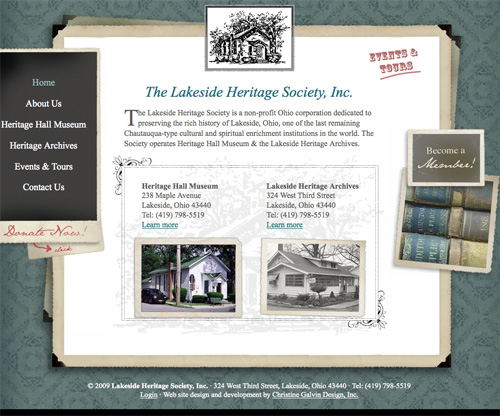 EVENTS &
TOURS
Home
About Us
Heritage Hall Museum
Heritage Archives
Events & Tours
Contact Us
Donate Now!
click
The Lakeside Heritage Society, Inc.
The Lakeside Heritage Society is a non-profit Ohio corporation dedicated to
preserving the rich history of Lakeside, Ohio, one of the last remaining
Chautauqua-type cultural and spiritual enrichment institutions in the world. The
Society operates Heritage Hall Museum & the Lakeside Heritage Archives.
Become a
Member!
Heritage Hall Museum
238 Maple Avenue
Lakeside, Ohio 43440
Tel: (419) 798-5519
Learn more
Lakeside Heritage Archives
324 West Third Street
Lakeside, Ohio 43440
Tel: (419) 798-5519
Learn more
© 2009 Lakeside Heritage Society, Inc. · 324 West Third Street, Lakeside, Ohio 43440 · Tel: (419) 798-5519
Login · Web site design and development by Christine Galvin Design, Inc.